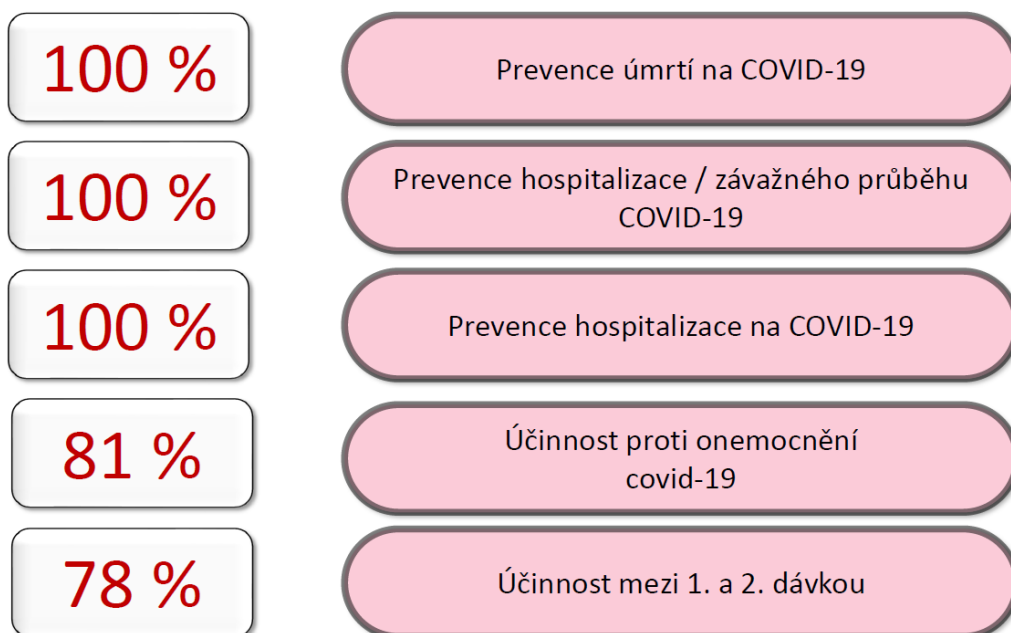 100 %
Prevence úmrtí na COVID-19
100 %
Prevence hospitalizace / závažného průběhu
COVID-19
100 %
Prevence hospitalizace na COVID-19
81 %
Účinnost proti onemocnění
covid-19
78 %
Účinnost mezi 1. a 2. dávkou